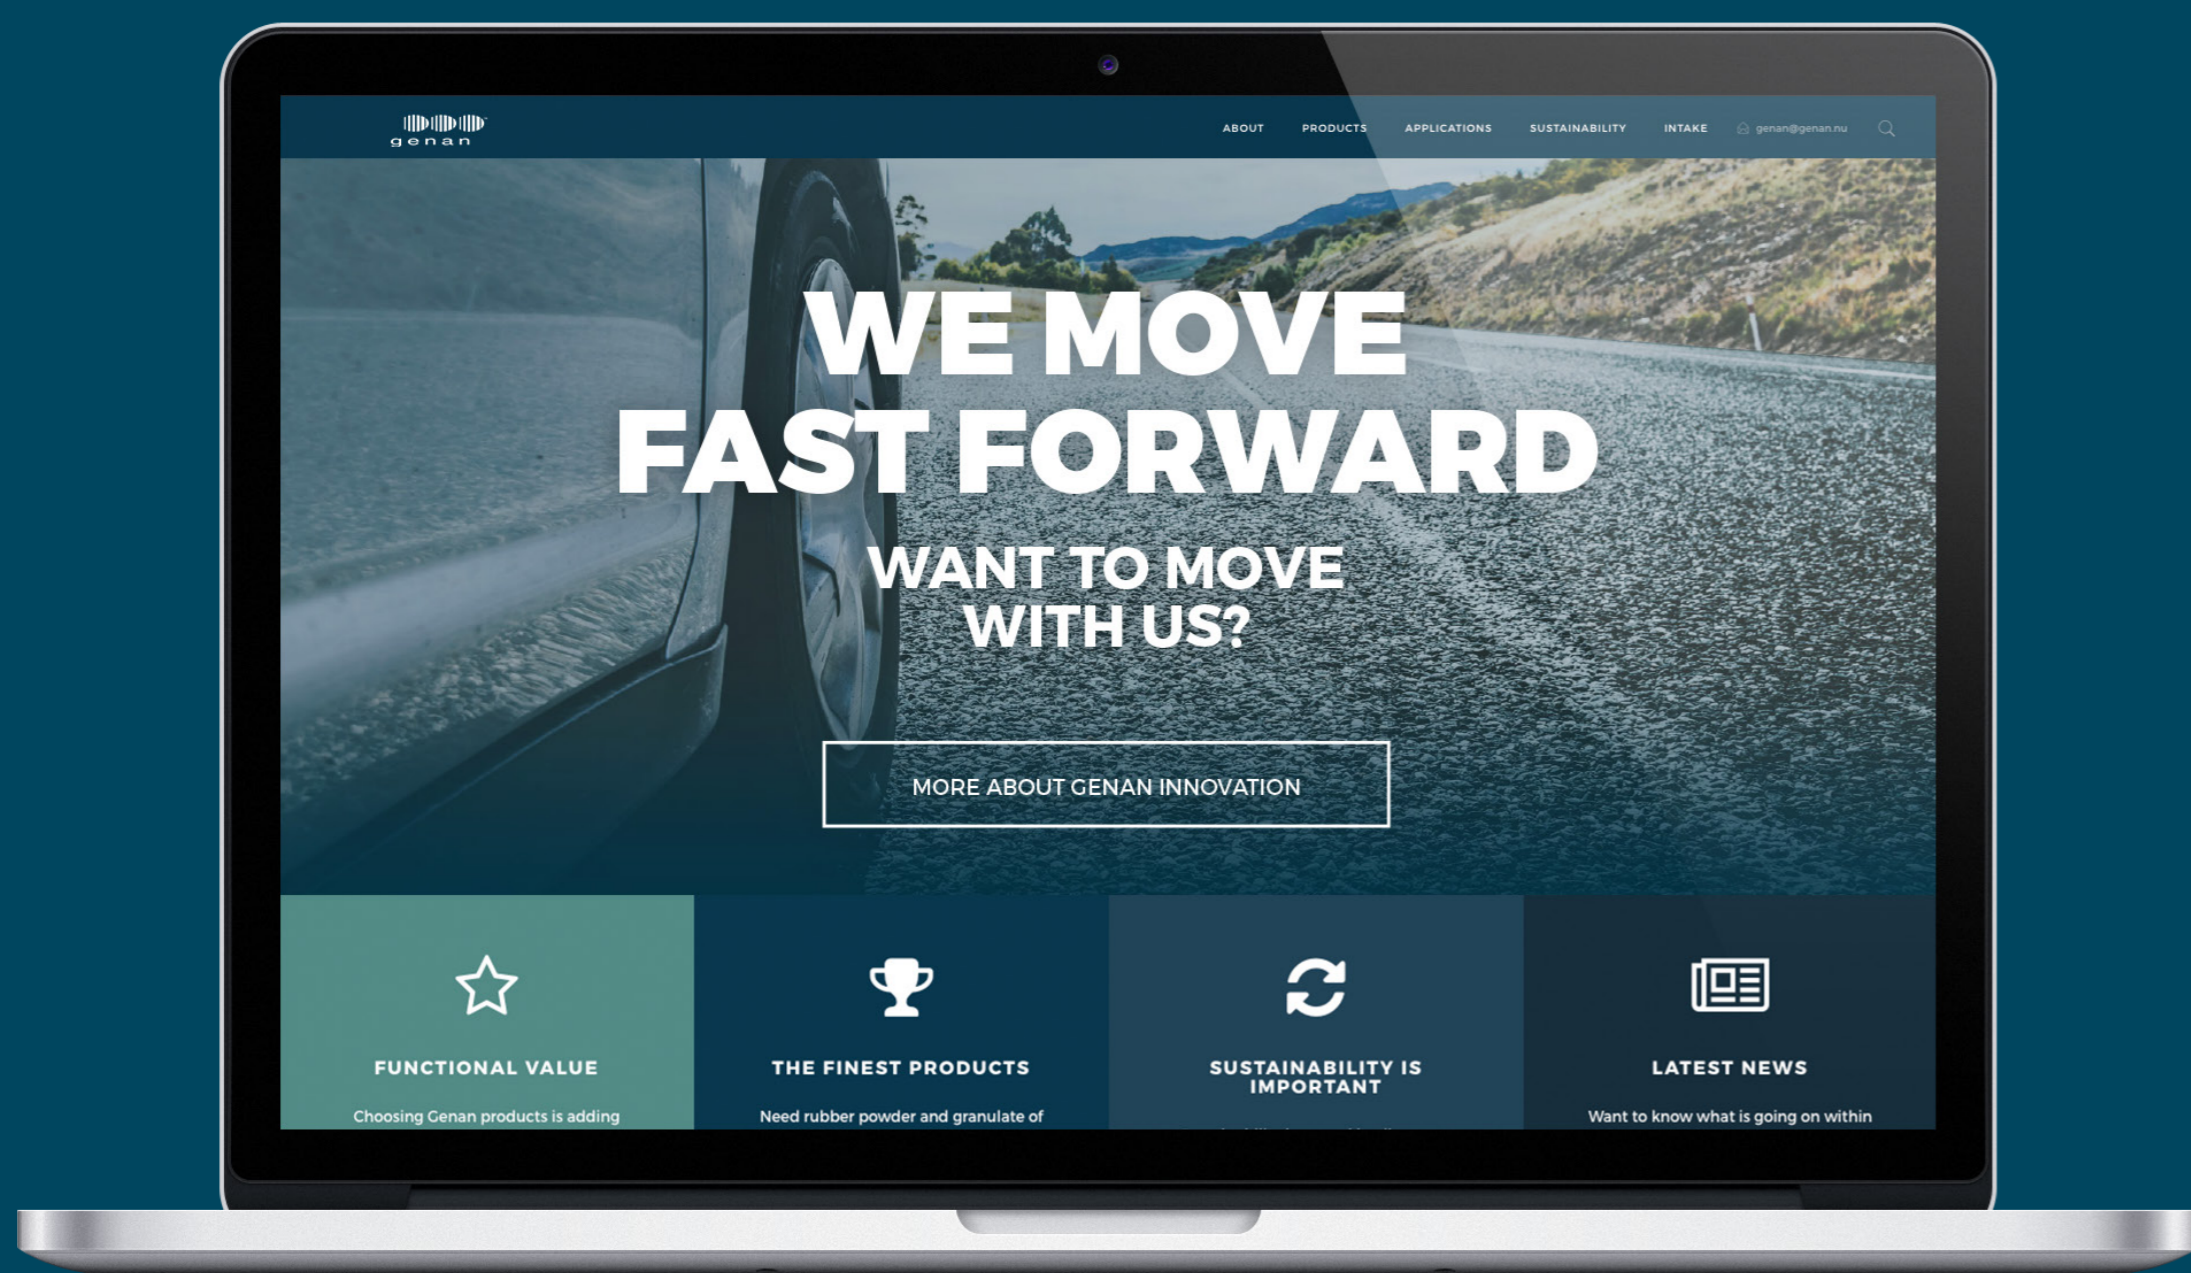 genan
ABOUT PRODUCTS APPLICATIONS SUSTAINABILITY INTAKE genan@genan.nu
WE MOVE
FAST FORWARD
WANT TO MOVE
WITH US?
MORE ABOUT GENAN INNOVATION
FUNCTIONAL VALUE
Choosing Genan products is adding
THE FINEST PRODUCTS
Need rubber powder and granulate of
SUSTAINABILITY IS
IMPORTANT
LATEST NEWS
Want to know what is going on within